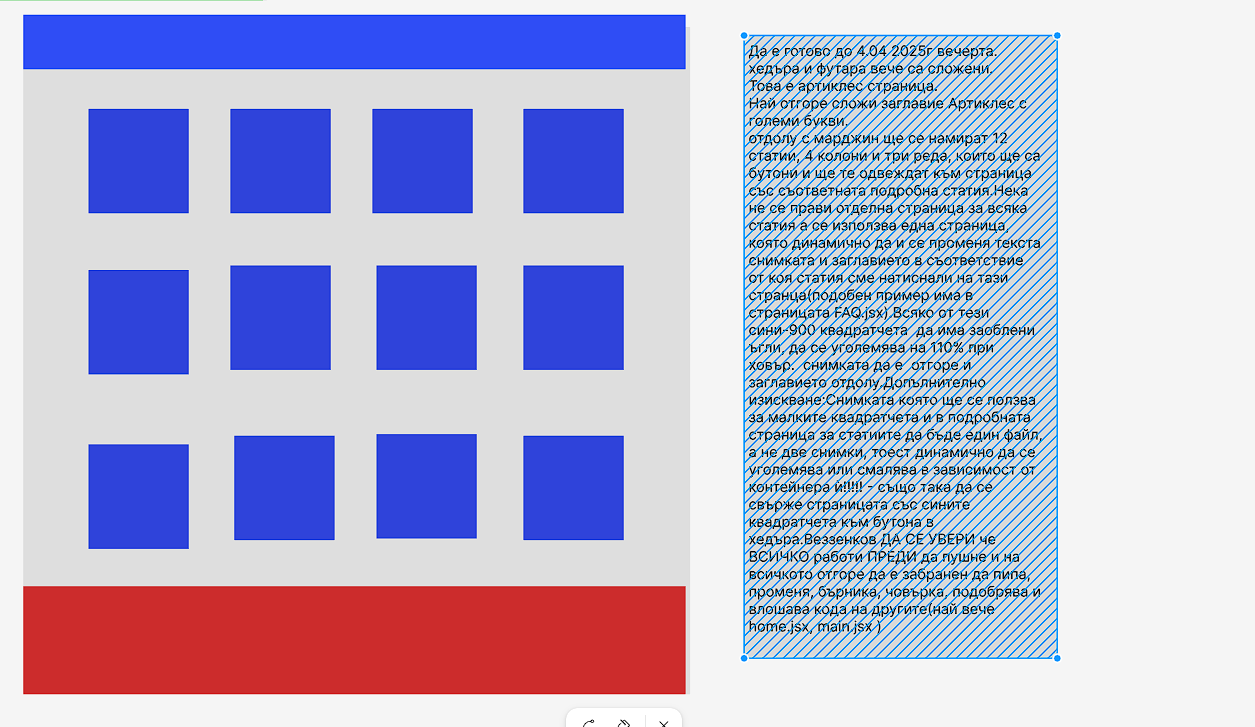 Да е готово до 4.04 2025г вечерта.
хедъра и футара вече са сложени.
Това е артиклес страница.
Най отгоре сложи заглавие Артиклес с
големи букви.
отдолу с марджин ще се намират 12
статии, 4 колони и три реда, които ще са
бутони и ще те одвеждат към страница
със съответната подробна статия.Нека
не се прави отделна страница за всяка
статия а се използва една страница,
която динамично да и се променя текста
снимката и заглавието в съответствие
от коя статия сме натиснали на тази
странца(подобен пример има в
страницата FAQ.jsx).Всяко от тези
сини-900 квадратчета да има заоблени
ъгли, да се уголемява на 110% при
ховър. снимката да е отгоре и
заглавието отдолу.Допълнително
изискване:Снимката която ще се ползва
за малките квадратчета и в подробната
страница за статиите да бъде един файл,
а не две снимки, тоест динамично да се
уголемява или смалява в зависимост от
контейнера ѝ!!!!! - също така да се
свърже страницата със сините
квадратчета към бутона в
хедъра.Веззенков ДА СЕ УВЕРИ че
ВСИЧКО работи ПРЕДИ да пушне и на
всичкото отгоре да е забранен да пипа,
променя, бърника, човърка, подобрява и
влошава кода на другите(най вече
home.jsx, main.jsx )